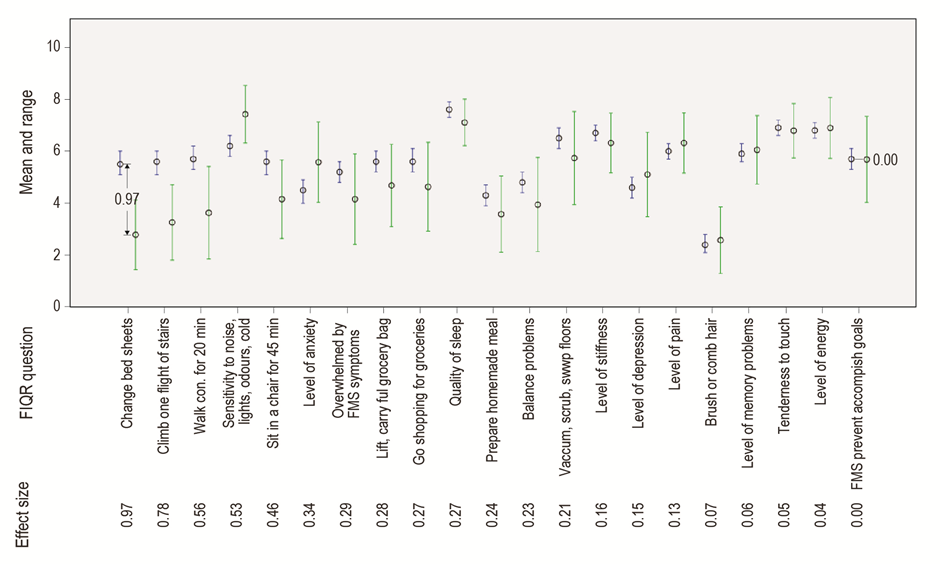 Mean and range
10
8
6
4
2
0
0.97
0.00
FIQR question
Change bed sheets
Climb one flight of stairs
Walk con. for 20 min
Sensitivity to noise,
lights, odours, cold
Sit in a chair for 45 min
Level of anxiety
Overwhelmed by
FMS symptoms
Lift, carry ful grocery bag
Go shopping for groceries
Quality of sleep
Prepare homemade meal
Balance problems
Vaccum, scrub, swwp floors
Level of stiffness
Level of depression
Level of pain
Brush or comb hair
Level of memory problems
Tenderness to touch
Level of energy
FMS prevent accompish goals
Effect size
0.97
0.78
0.56
0.53
0.46
0.34
0.29
0.28
0.27
0.27
0.24
0.23
0.21
0.16
0.15
0.13
0.07
0.06
0.05
0.04
0.00